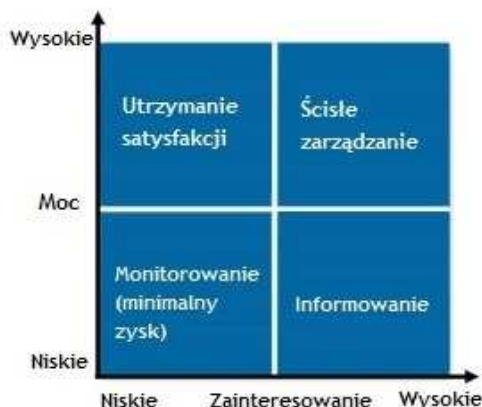 Wysokie
Utrzymanie
satysfakcji
Ścisłe
zarządzanie
Moc
Monitorowanie
(minimalny
zysk)
Informowanie
Niskie
Niskie Zainteresowanie Wysokie